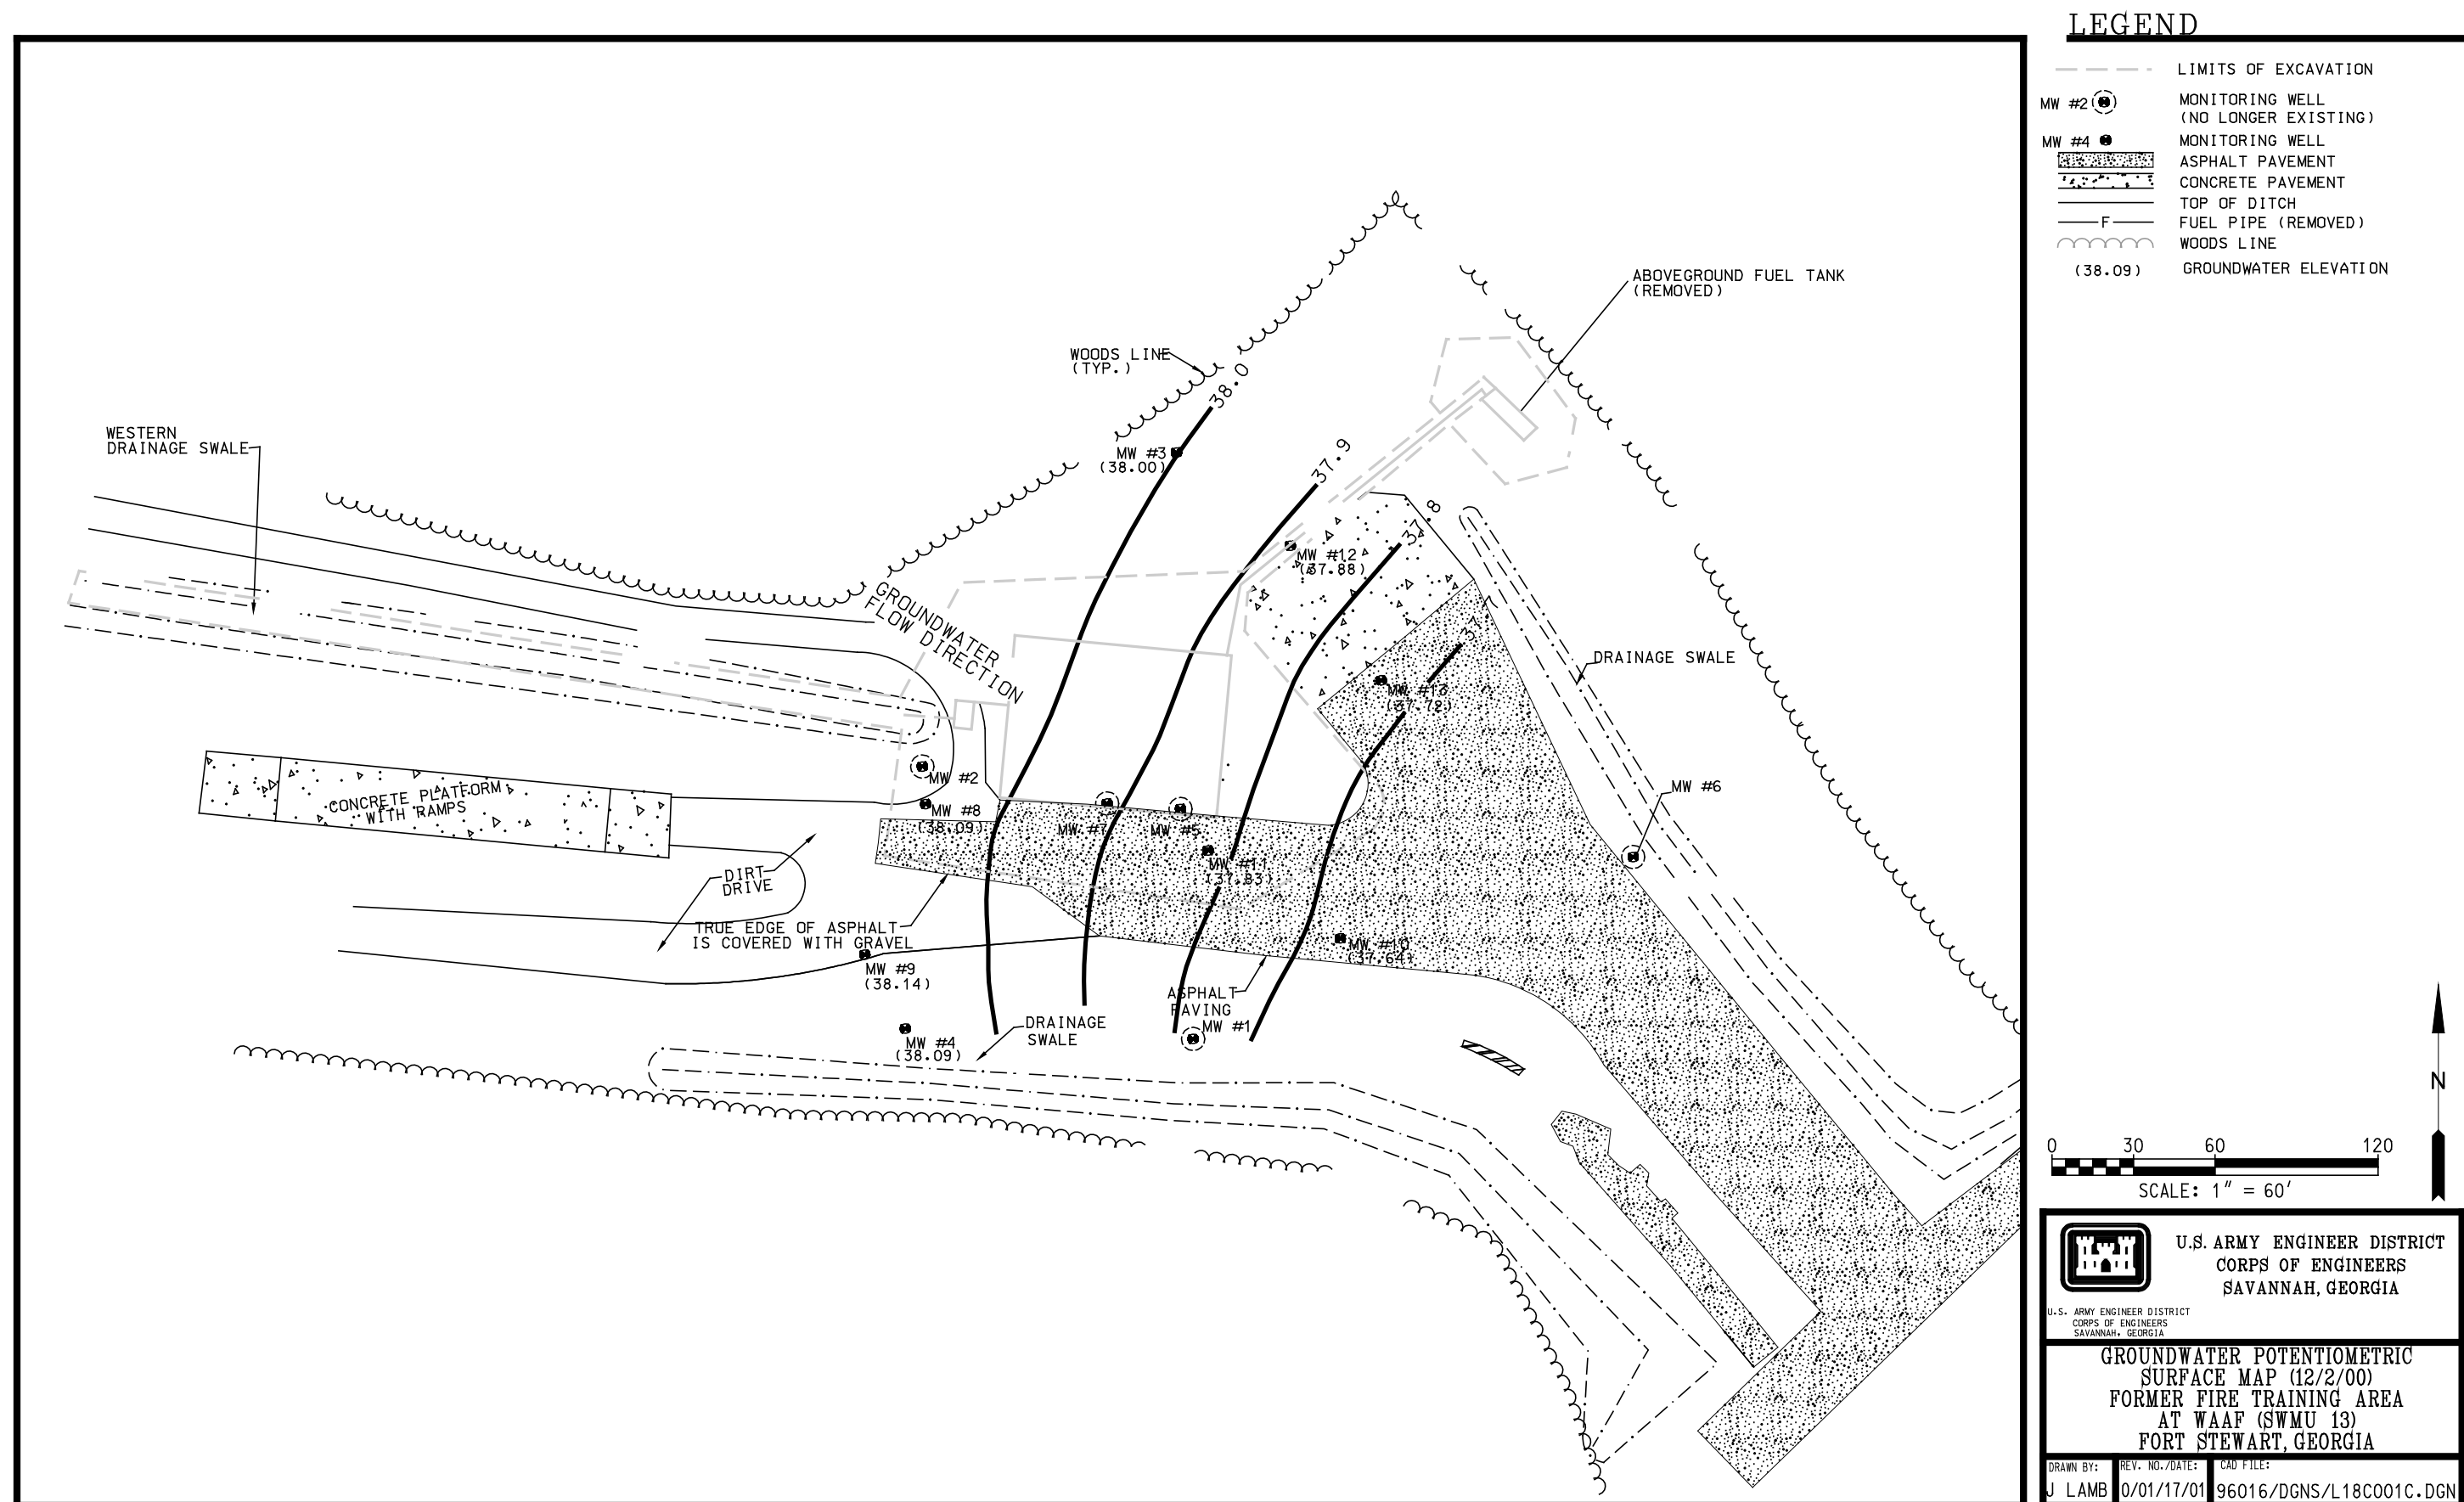 LEGEND
LIMITS OF EXCAVATION
MW #2
MONITORING WELL
(NO LONGER EXISTING)
MW #4
MONITORING WELL
ASPHALT PAVEMENT
CONCRETE PAVEMENT
TOP OF DITCH
F
FUEL PIPE (REMOVED)
WOODS LINE
(38.09)
GROUNDWATER ELEVATION
ABOVEGROUND FUEL TANK
(REMOVED)
WOODS LINE
(TYP.)
38.0
WESTERN
DRAINAGE SWALE
MW #3
(38.00)
37.9
37.8
MW #12
(37.88)
GROUNDWATER
FLOW DIRECTION
DRAINAGE SWALE
MW #13
(37.72)
MW #2
MW #6
CONCRETE PLATFORM
WITH RAMPS
MW #8
(38.09)
MW #7
MW #5
MW #11
(37.83)
DIRT
DRIVE
TRUE EDGE OF ASPHALT
IS COVERED WITH GRAVEL
MW #10
(37.64)
MW #9
(38.14)
ASPHALT
PAVING
MW #1
DRAINAGE
SWALE
MW #4
(38.09)
N
0 30 60 120
SCALE: 1" = 60'
U.S. ARMY ENGINEER DISTRICT
CORPS OF ENGINEERS
SAVANNAH, GEORGIA
U.S. ARMY ENGINEER DISTRICT
CORPS OF ENGINEERS
SAVANNAH, GEORGIA
GROUNDWATER POTENTIOMETRIC
SURFACE MAP (12/2/00)
FORMER FIRE TRAINING AREA
AT WAAF (SWMU 13)
FORT STEWART, GEORGIA
DRAWN BY:
J LAMB
REV. NO./DATE:
0/01/17/01
CAD FILE:
96016/DGNS/L18C001C.DGN